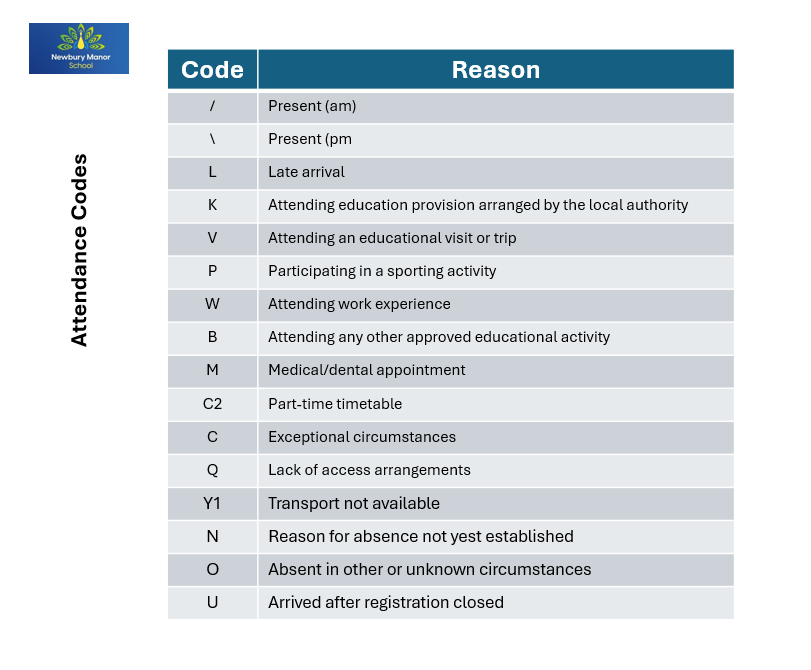 Newbury Manor
School
Attendance Codes
Code Reason
/ Present (am)
\ Present (pm
L Late arrival
K Attending education provision arranged by the local authority
V Attending an educational visit or trip
P Participating in a sporting activity
W Attending work experience
B Attending any other approved educational activity
M Medical/dental appointment
C2 Part-time timetable
C Exceptional circumstances
Q Lack of access arrangements
Y1 Transport not available
N Reason for absence not yest established
O Absent in other or unknown circumstances
U Arrived after registration closed